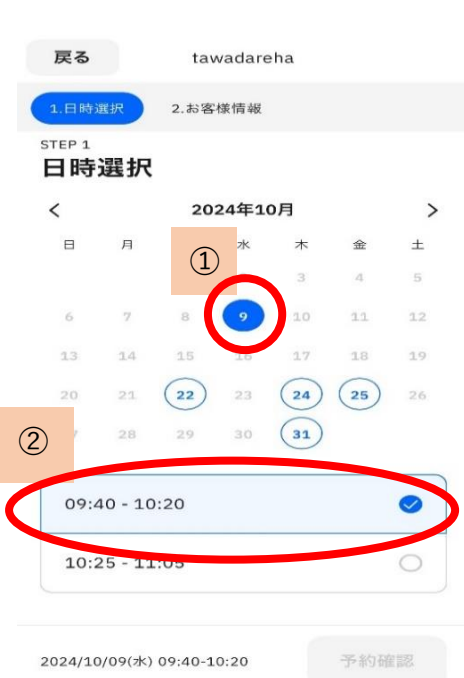 戻る tawadareha
1.日時選択 2.お客様情報
STEP 1
日時選択
< 2024年10月 >
日 月 水 木 金 土
①
3 4 5
6 7 8 9 10 11 12
13 14 15 16 17 18 19
20 21 22 23 24 25 26
② 28 29 30 31
09:40 - 10:20
10:25 - 11:05
2024/10/09(水) 09:40-10:20 予約確認